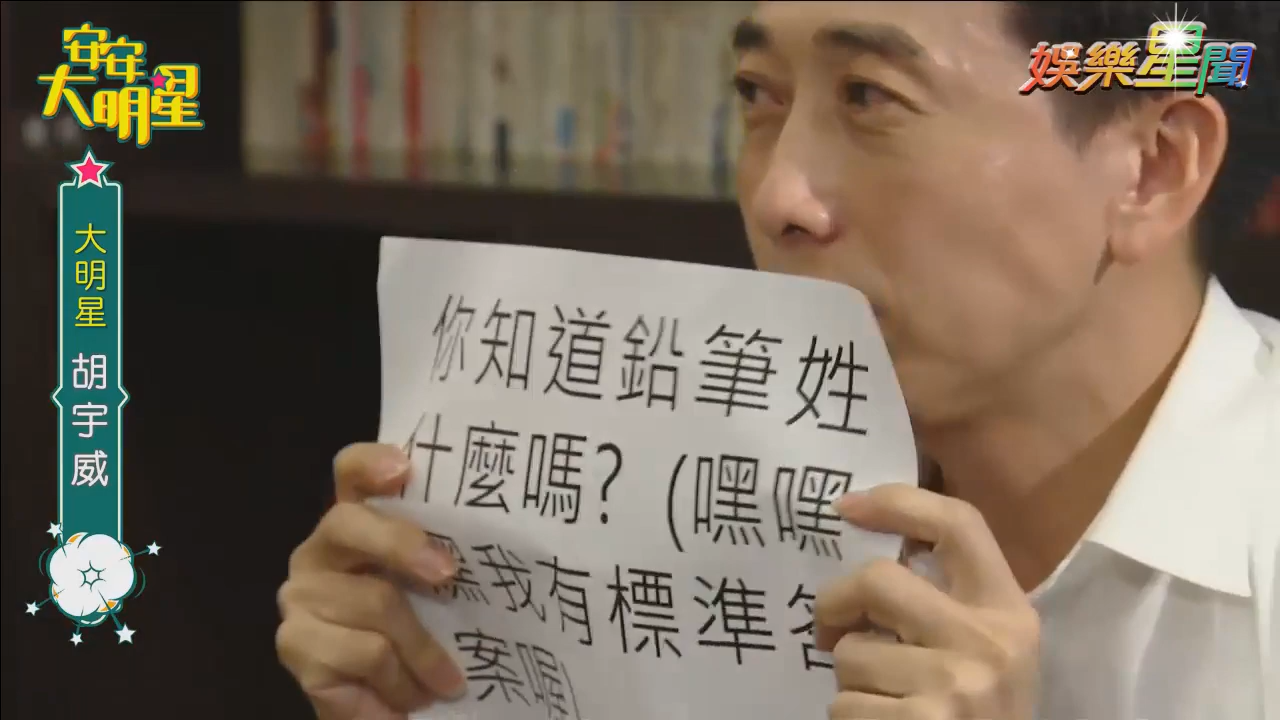 安安
大明星
娛樂星聞
大明星
胡宇威
你知道鉛筆姓
什麼嗎?(嘿嘿
嘿我有標準答
案喔)